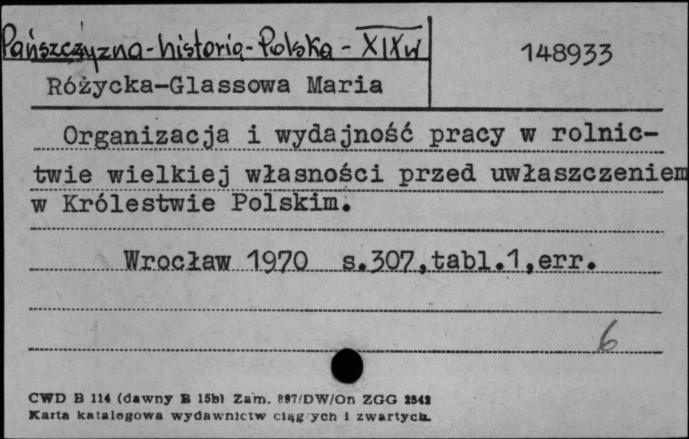 Pańszczyzna-historia-Polska - XIXw
148933
Różycka-Glassowa Maria
Organizacja i wydajność pracy w rolnic-
twie wielkiej własności przed uwłaszczeniem
w Królestwie Polskim.
Wrocław 1970 s.307,tabl.1,err.
6
CWD B 114 (dawny B 15b) Zam. 897/DW/On ZGG 2542
Karta katalogowa wydawnictw ciągłych i zwartych.